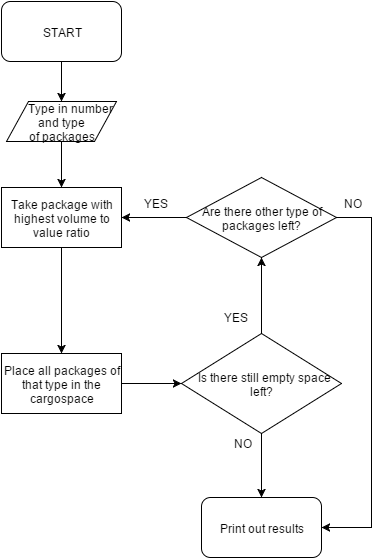 START
Type in number
and type
of packages
Take package with
highest volume to
value ratio
YES
Are there other type of
packages left?
NO
YES
Place all packages of
that type in the
cargospace
Is there still empty space
left?
NO
Print out results